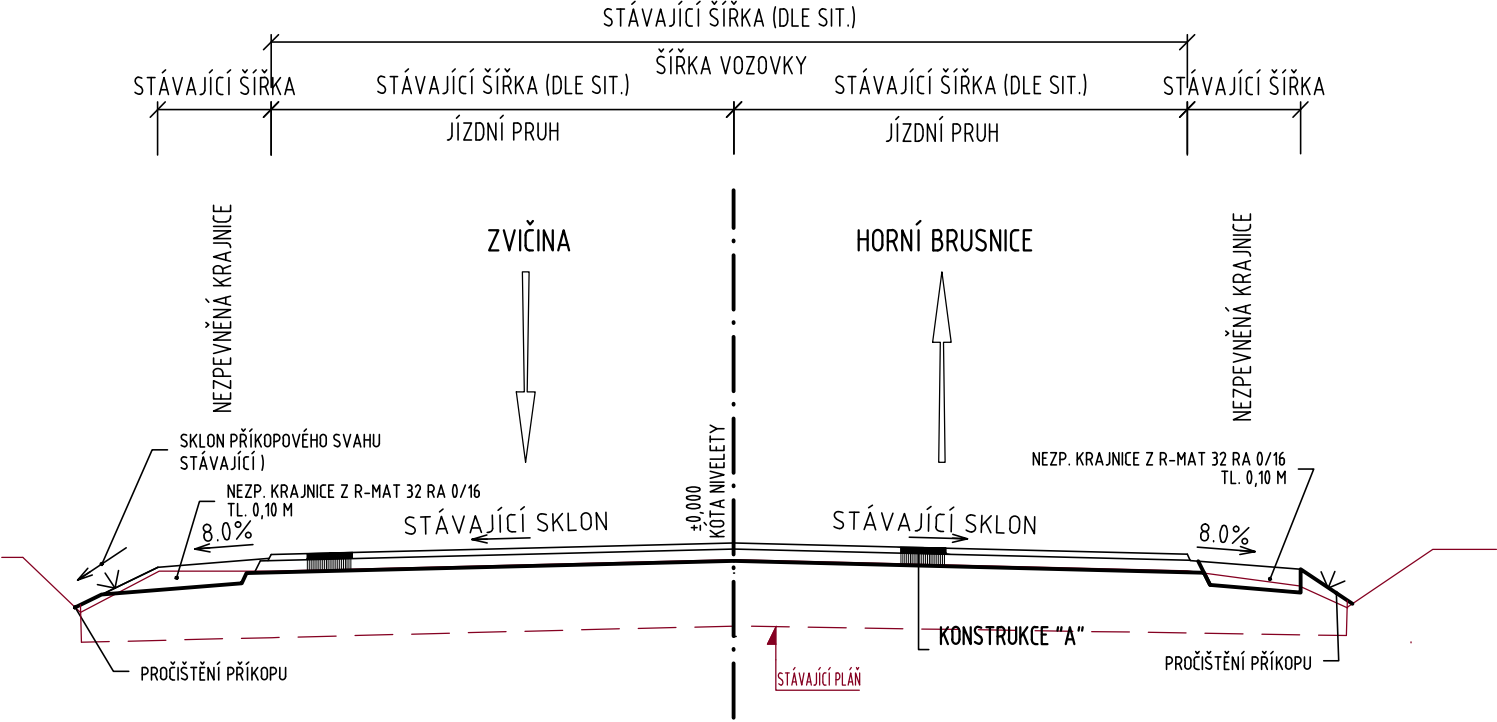 STÁVAJÍCÍ ŠÍŘKA (DLE SIT.)
ŠÍŘKA VOZOVKY
STÁVAJÍCÍ ŠÍŘKA
STÁVAJÍCÍ ŠÍŘKA (DLE SIT.)
STÁVAJÍCÍ ŠÍŘKA (DLE SIT.)
STÁVAJÍCÍ ŠÍŘKA
JÍZDNÍ PRUH
JÍZDNÍ PRUH
NEZPEVNĚNÁ KRAJNICE
ZVIČINA
HORNÍ BRUSNICE
NEZPEVNĚNÁ KRAJNICE
SKLON PŘÍKOPOVÉHO SVAHU
STÁVAJÍCÍ )
NEZP. KRAJNICE Z R-MAT 32 RA 0/16
TL. 0,10 M
8.0%
STÁVAJÍCÍ SKLON
±0,000
KÓTA NIVELETY
STÁVAJÍCÍ SKLON
NEZP. KRAJNICE Z R-MAT 32 RA 0/16
TL. 0,10 M
8.0%
KONSTRUKCE "A"
PROČIŠTĚNÍ PŘÍKOPU
STÁVAJÍCÍ PLÁŇ
PROČIŠTĚNÍ PŘÍKOPU